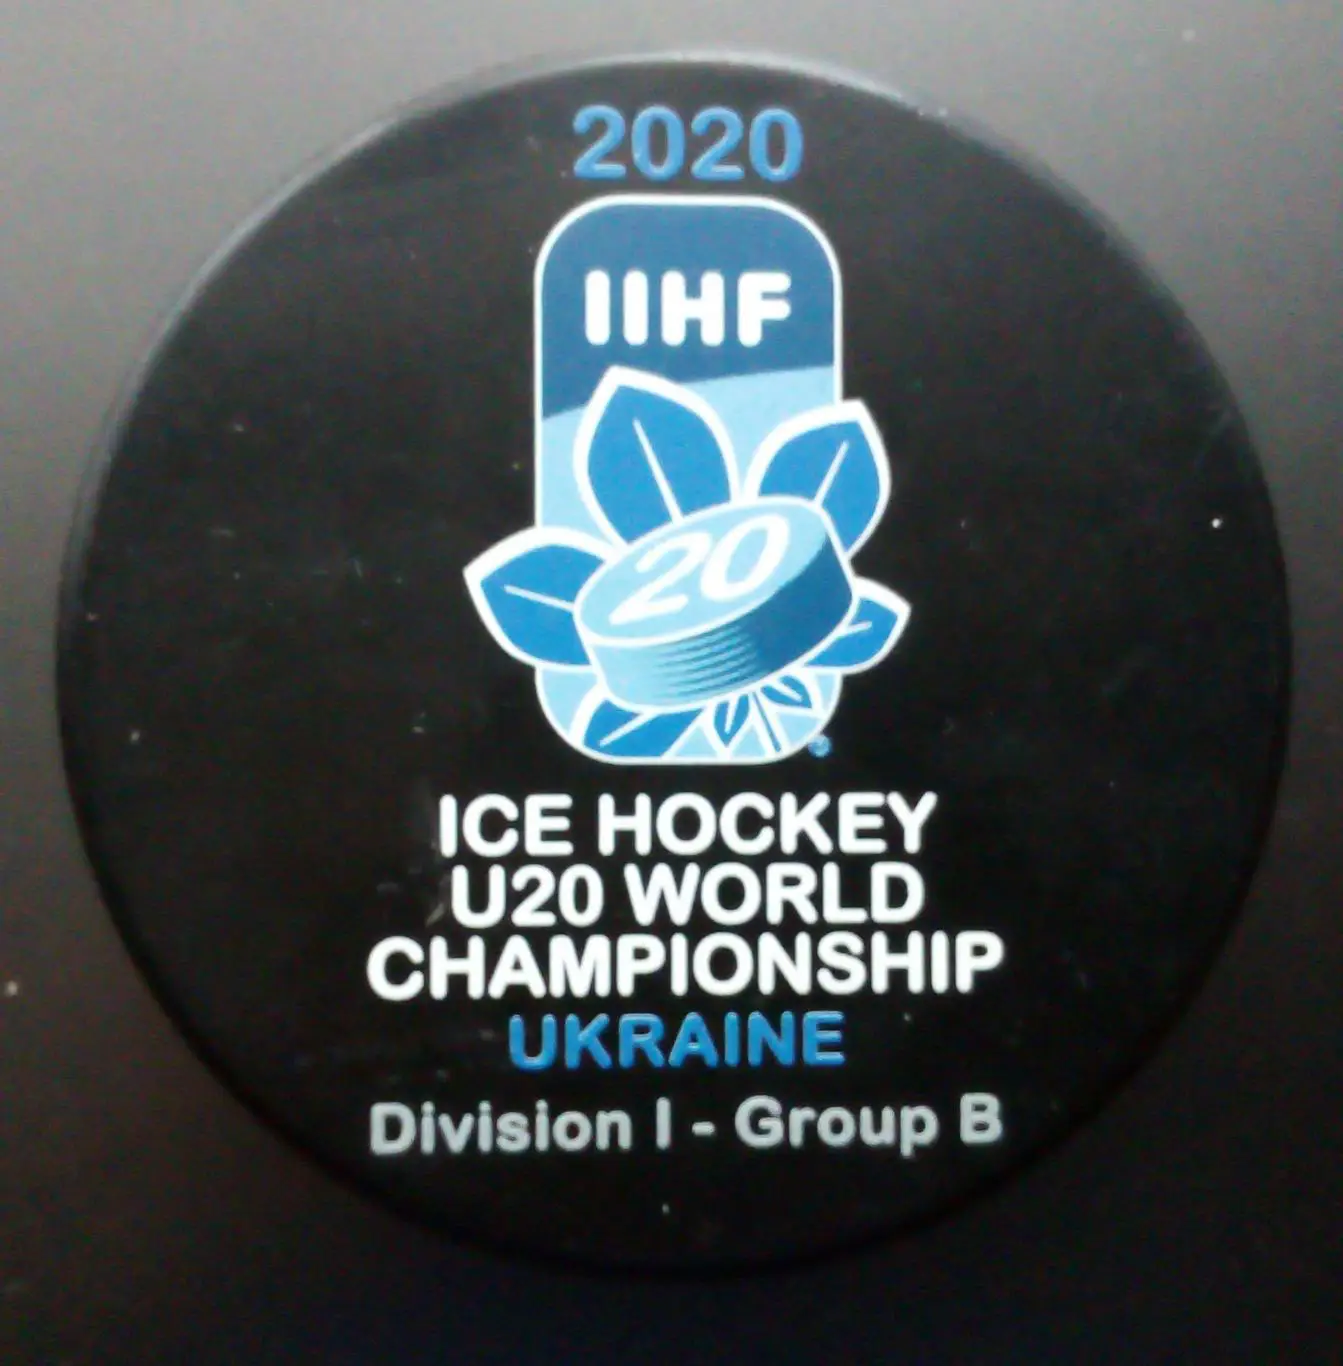 2020
IIHF
20
ICE HOCKEY
U20 WORLD
CHAMPIONSHIP
UKRAINE
Division I - Group B